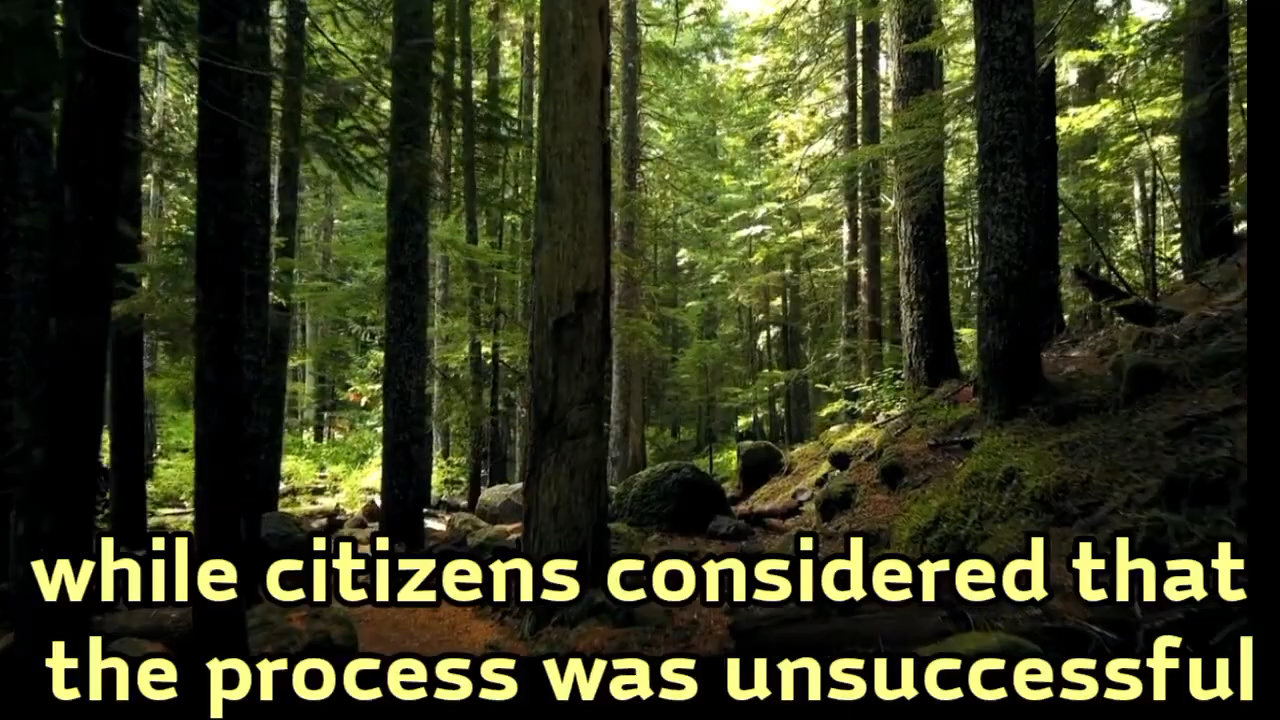 while citizens considered that
the process was unsuccessful